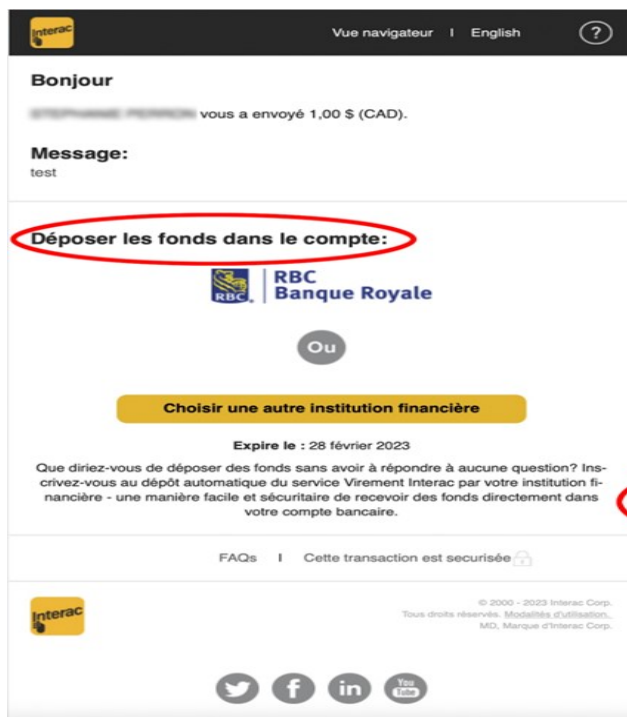 Interac
Vue navigateur I English ?
Bonjour
vous a envoyé 1,00 $ (CAD).
Message:
test
Déposer les fonds dans le compte:
RBC
RBC
Banque Royale
Ou
Choisir une autre institution financière
Expire le : 28 février 2023
Que diriez-vous de déposer des fonds sans avoir à répondre à aucune question? Ins-
crivez-vous au dépôt automatique du service Virement Interac par votre institution fi-
nancière - une manière facile et sécuritaire de recevoir des fonds directement dans
votre compte bancaire.
FAQs I Cette transaction est securisée
Interac
© 2000 - 2023 Interac Corp.
Tous droits réservés. Modalités d'utilisation.
MD, Marque d'Interac Corp.
You
Tube